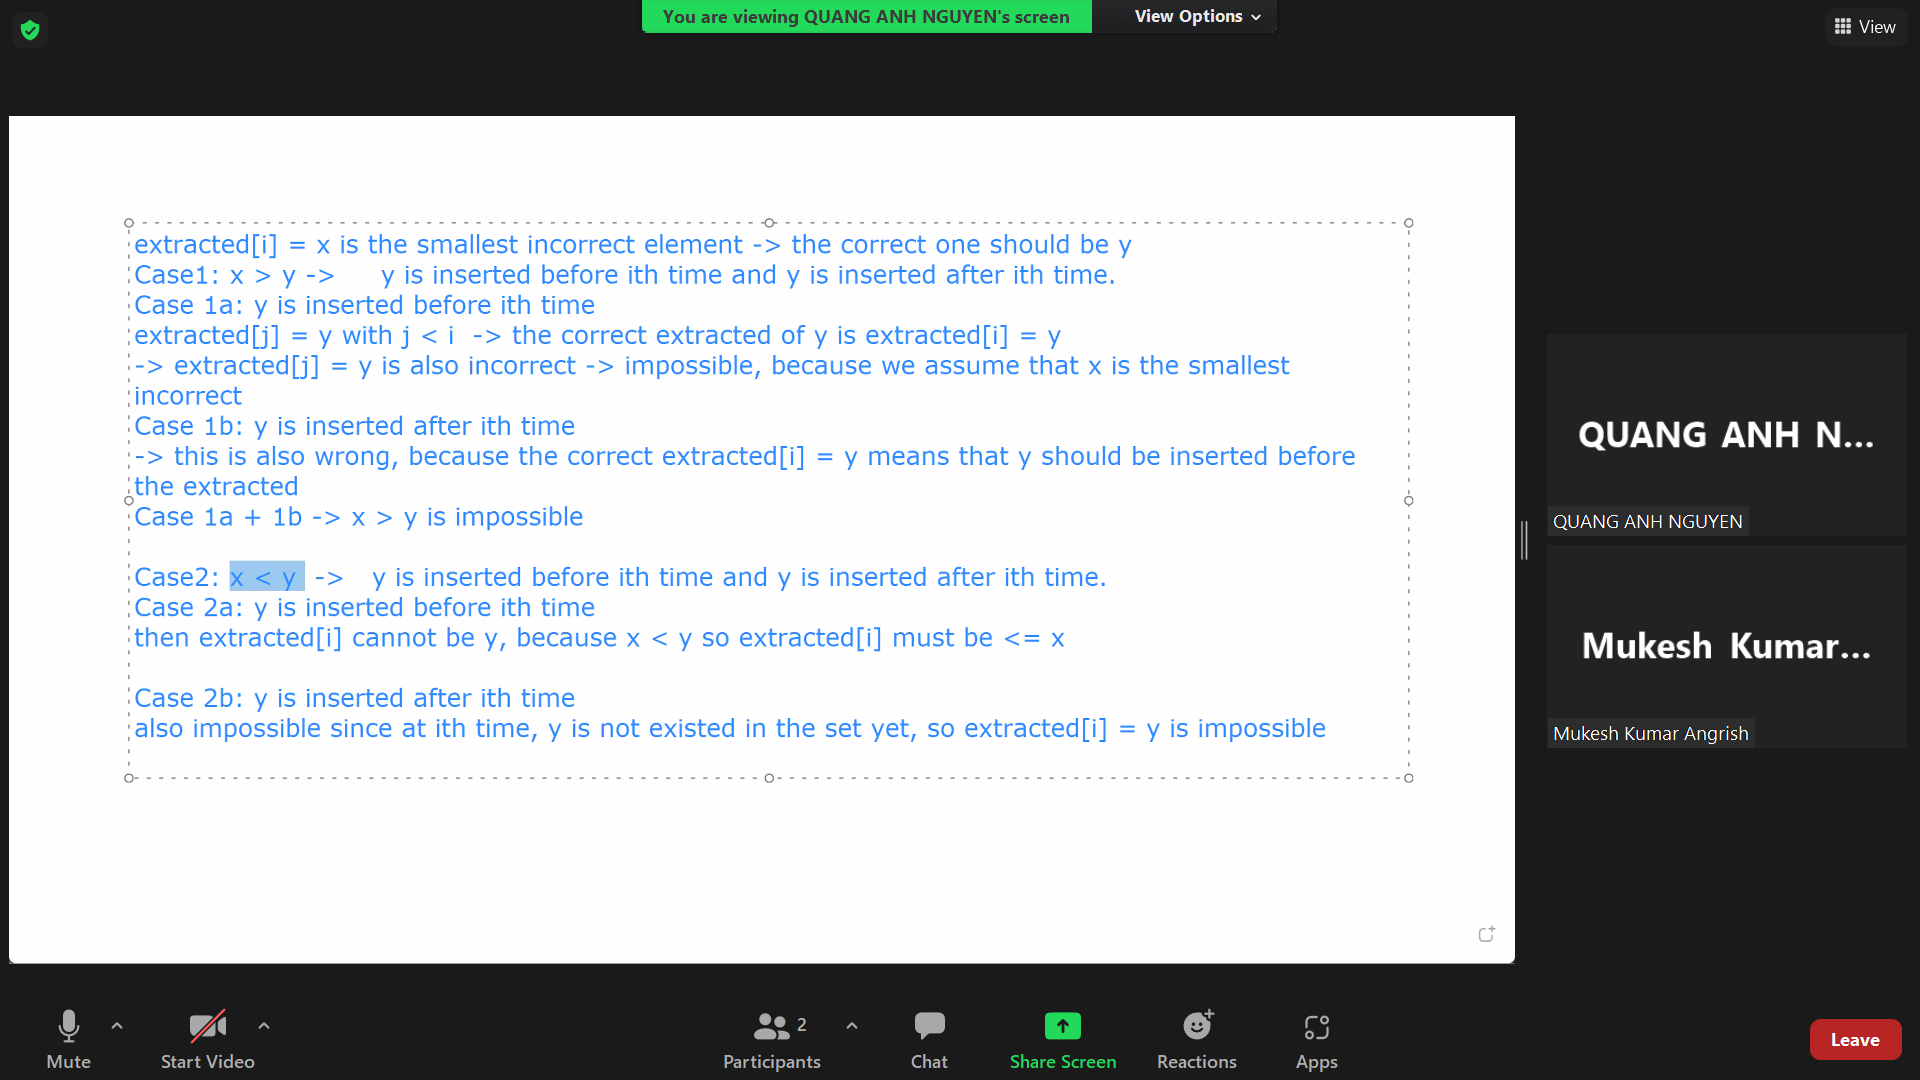 You are viewing QUANG ANH NGUYEN's screen
View Options
View
extracted[i] = x is the smallest incorrect element -> the correct one should be y
Case1: x > y -> y is inserted before ith time and y is inserted after ith time.
Case 1a: y is inserted before ith time
extracted[j] = y with j < i -> the correct extracted of y is extracted[i] = y
-> extracted[j] = y is also incorrect -> impossible, because we assume that x is the smallest
incorrect
Case 1b: y is inserted after ith time
-> this is also wrong, because the correct extracted[i] = y means that y should be inserted before
the extracted
Case 1a + 1b -> x > y is impossible
Case2: x < y -> y is inserted before ith time and y is inserted after ith time.
Case 2a: y is inserted before ith time
then extracted[i] cannot be y, because x < y so extracted[i] must be <= x
Case 2b: y is inserted after ith time
also impossible since at ith time, y is not existed in the set yet, so extracted[i] = y is impossible
QUANG ANH N...
QUANG ANH NGUYEN
Mukesh Kumar...
Mukesh Kumar Angrish
Mute
Start Video
2
Participants
Chat
Share Screen
Reactions
Apps
Leave